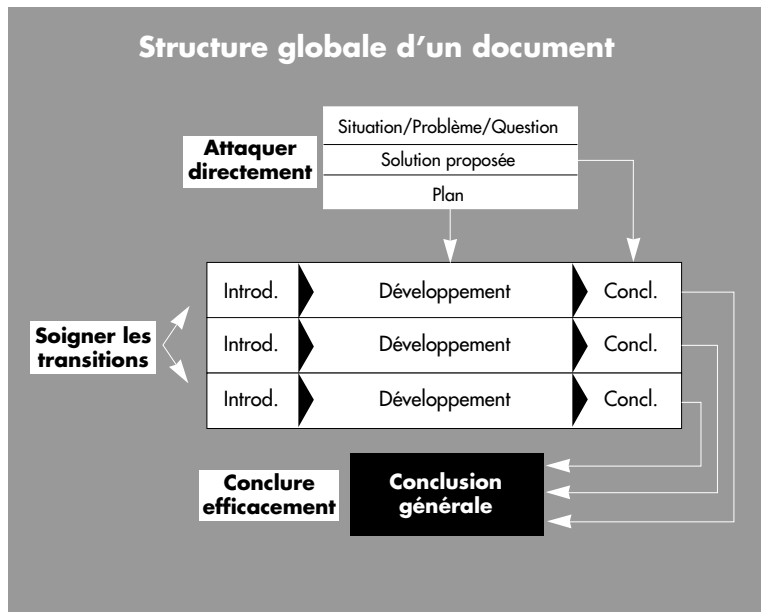 Structure globale d’un document
Situation/Problème/Question
Attaquer
directement
Solution proposée
Plan
Introd.
Développement
Concl.
Soigner les
transitions
Introd.
Développement
Concl.
Introd.
Développement
Concl.
Conclure
efficacement
Conclusion
générale